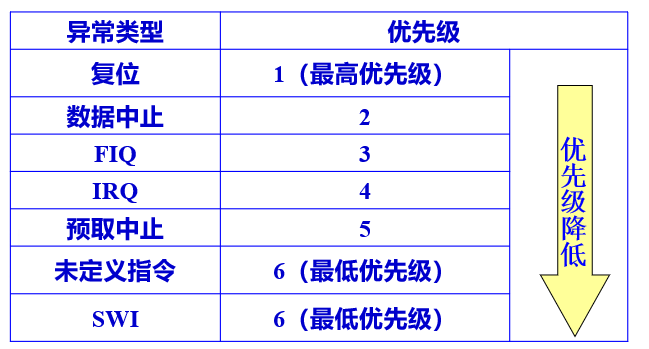 异常类型 优先级
复位 1（最高优先级）
数据中止 2
FIQ 3
IRQ 4
预取中止 5
未定义指令 6（最低优先级）
SWI 6（最低优先级）
优先级降低